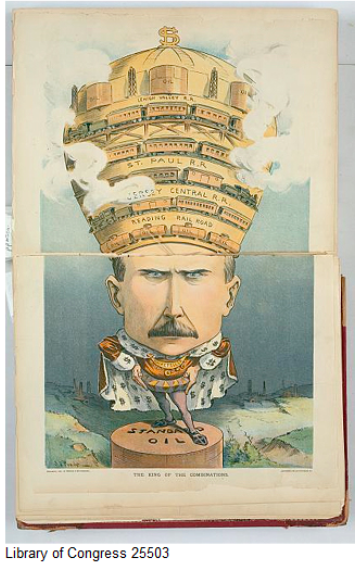 $
OIL
LEHIGH VALLEY R.R.
ST. PAUL R.R.
JERSEY CENTRAL R.R.
READING RAIL ROAD
STANDARD
OIL
THE KING OF THE COMBINATIONS.
Library of Congress 25503